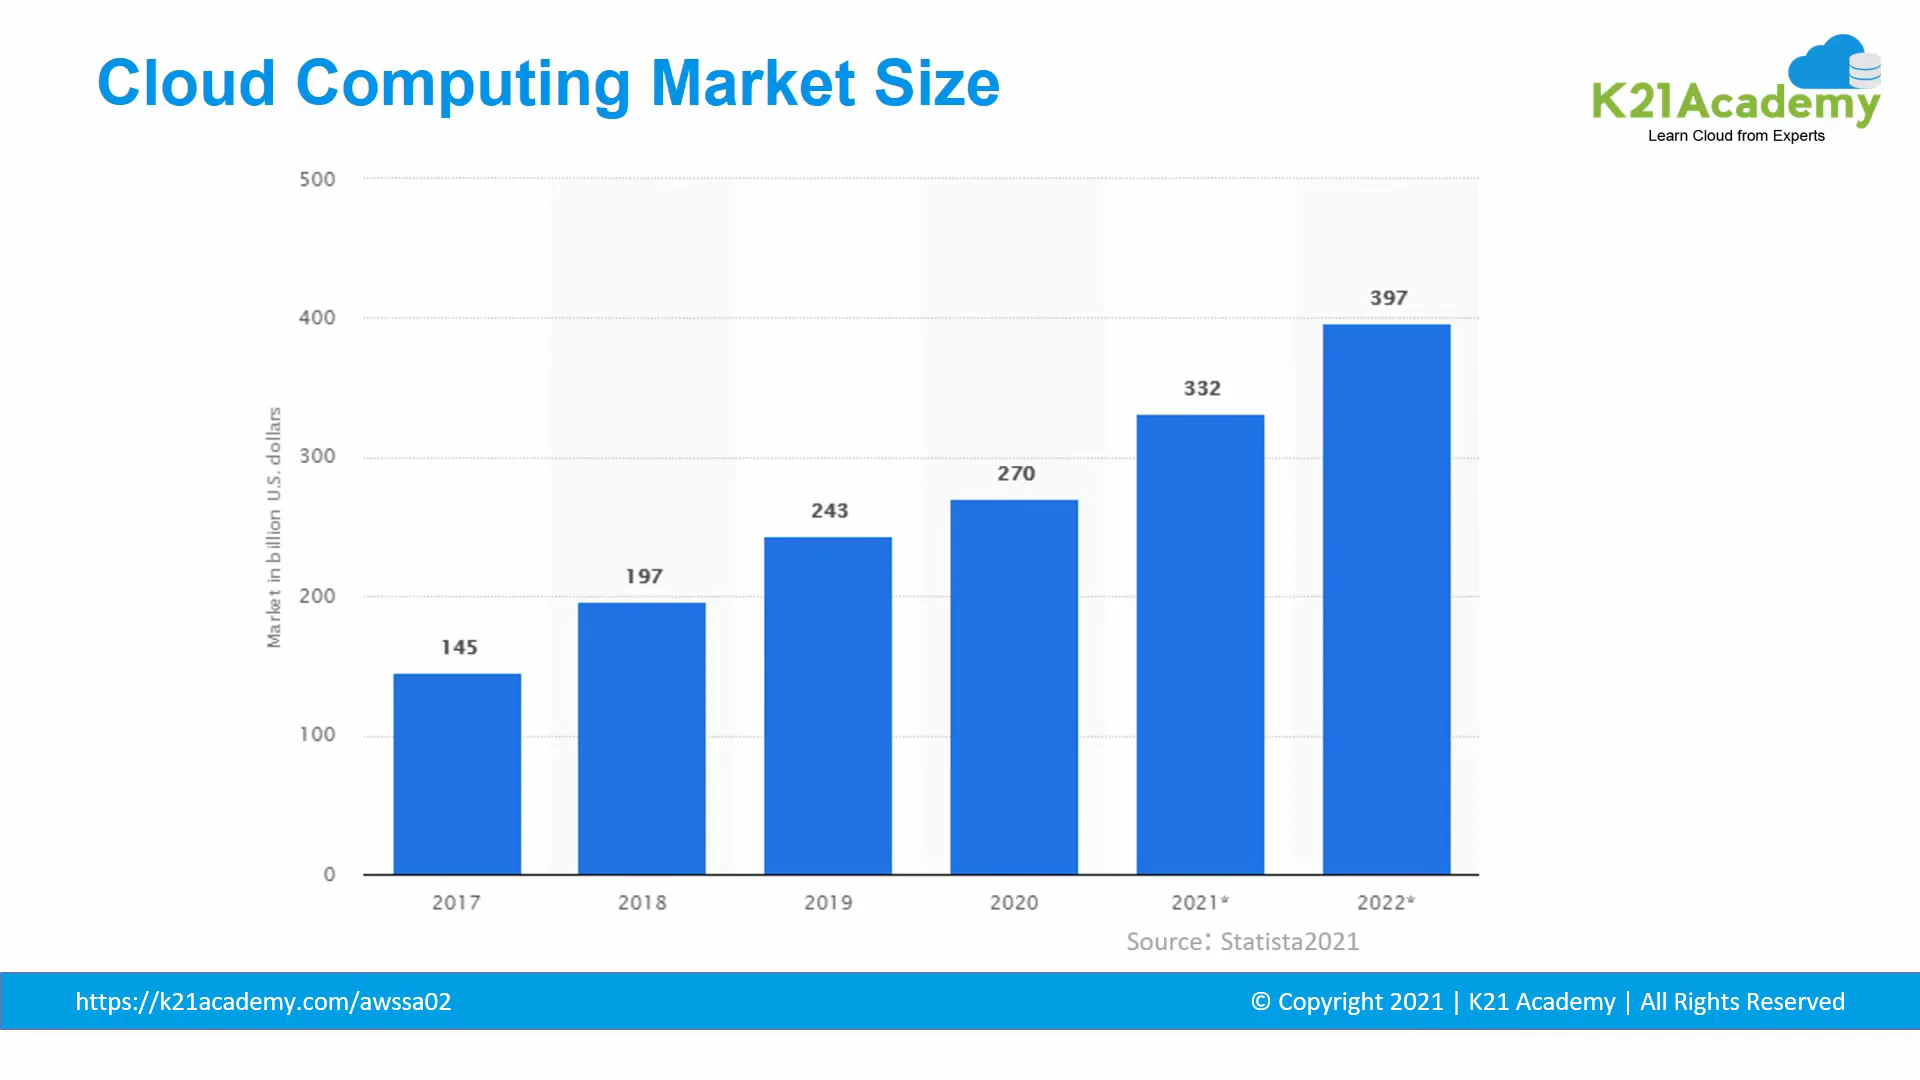 Cloud Computing Market Size
K21Academy
Learn Cloud from Experts
500
400
300
200
100
0
Market in billion U.S. dollars
145
197
243
270
332
397
2017
2018
2019
2020
2021*
2022*
Source: Statista2021
https://k21academy.com/awssa02
© Copyright 2021 | K21 Academy | All Rights Reserved